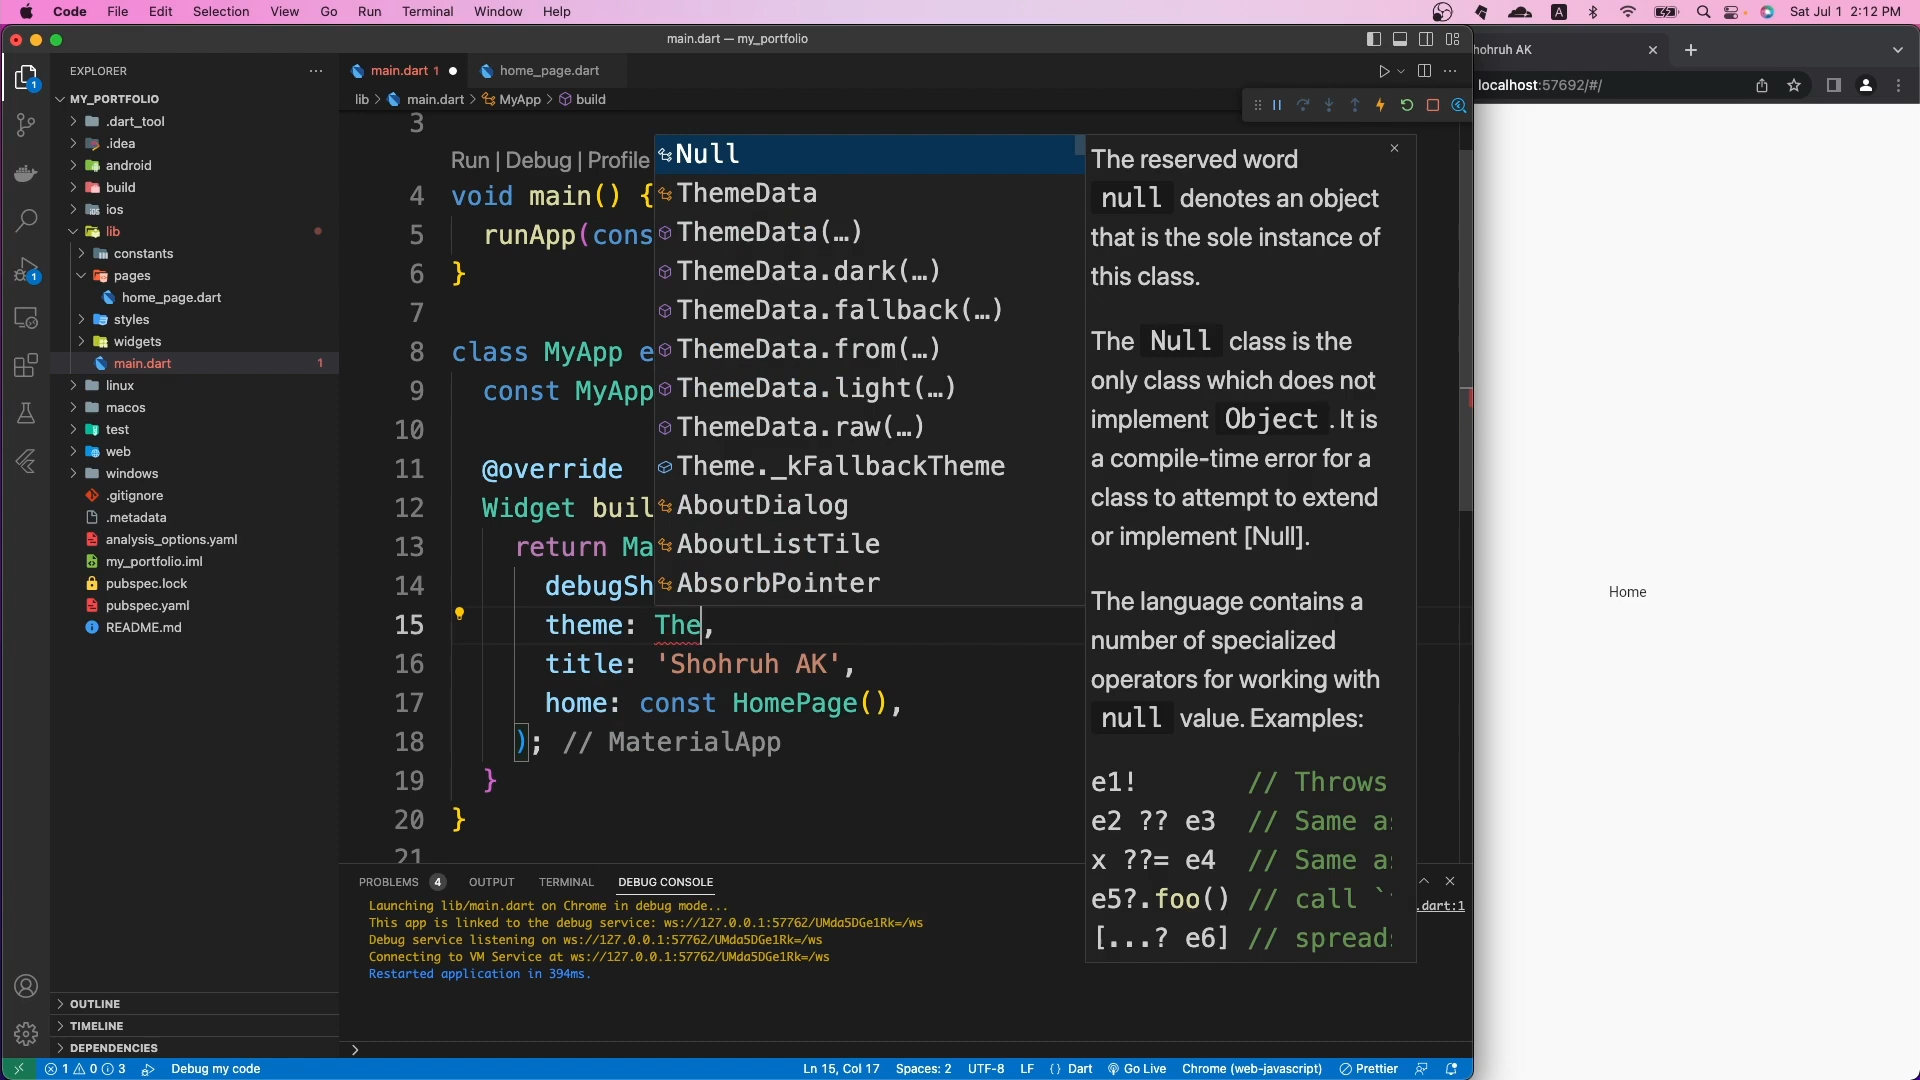 Code File Edit Selection View Go Run Terminal Window Help
A
Sat Jul 1 2:12 PM
main.dart — my_portfolio
EXPLORER
1
MY_PORTFOLIO
.dart_tool
.idea
android
build
ios
lib
constants
pages
home_page.dart
styles
widgets
main.dart 1
linux
macos
test
web
windows
.gitignore
.metadata
analysis_options.yaml
my_portfolio.iml
pubspec.lock
pubspec.yaml
README.md
1
OUTLINE
TIMELINE
DEPENDENCIES
main.dart 1
home_page.dart
lib > main.dart > MyApp > build
3
Run | Debug | Profile
4 void main() {
5 runApp(cons
6 }
7
8 class MyApp e
9 const MyApp
10
11 @override
12 Widget buil
13 return Ma
14 debugSh
15 theme: The,
16 title: 'Shohruh AK',
17 home: const HomePage(),
18 ); // MaterialApp
19 }
20 }
21
Null
ThemeData
ThemeData(…)
ThemeData.dark(…)
ThemeData.fallback(…)
ThemeData.from(…)
ThemeData.light(…)
ThemeData.raw(…)
Theme._kFallbackTheme
AboutDialog
AboutListTile
AbsorbPointer
The reserved word
null denotes an object
that is the sole instance of
this class.
The Null class is the
only class which does not
implement Object. It is
a compile-time error for a
class to attempt to extend
or implement [Null].
The language contains a
number of specialized
operators for working with
null value. Examples:
e1! // Throws
e2 ?? e3 // Same as
x ??= e4 // Same as
e5?.foo() // call `
[...? e6] // spreads
PROBLEMS 4 OUTPUT TERMINAL DEBUG CONSOLE
Launching lib/main.dart on Chrome in debug mode...
.dart:1
This app is linked to the debug service: ws://127.0.0.1:57762/UMda5DGe1Rk=/ws
Debug service listening on ws://127.0.0.1:57762/UMda5DGe1Rk=/ws
Connecting to VM Service at ws://127.0.0.1:57762/UMda5DGe1Rk=/ws
Restarted application in 394ms.
1 0 3 Debug my code
Ln 15, Col 17 Spaces: 2 UTF-8 LF {} Dart Go Live Chrome (web-javascript) Prettier
hohruh AK
localhost:57692/#/
Home